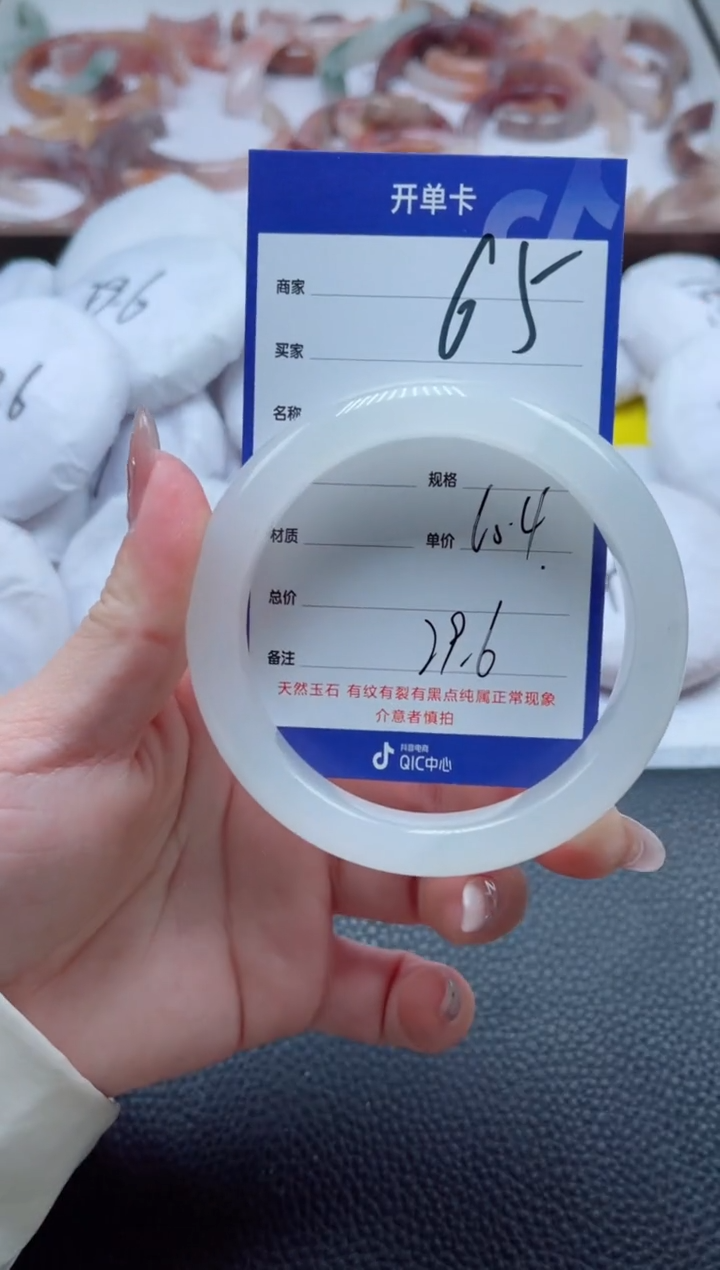 开单卡
商家 65
买家
名称
规格
材质 单价 60.4
总价
备注 29.6
天然玉石 有纹有裂有黑点纯属正常现象
介意者慎拍
抖音电商
QIC中心